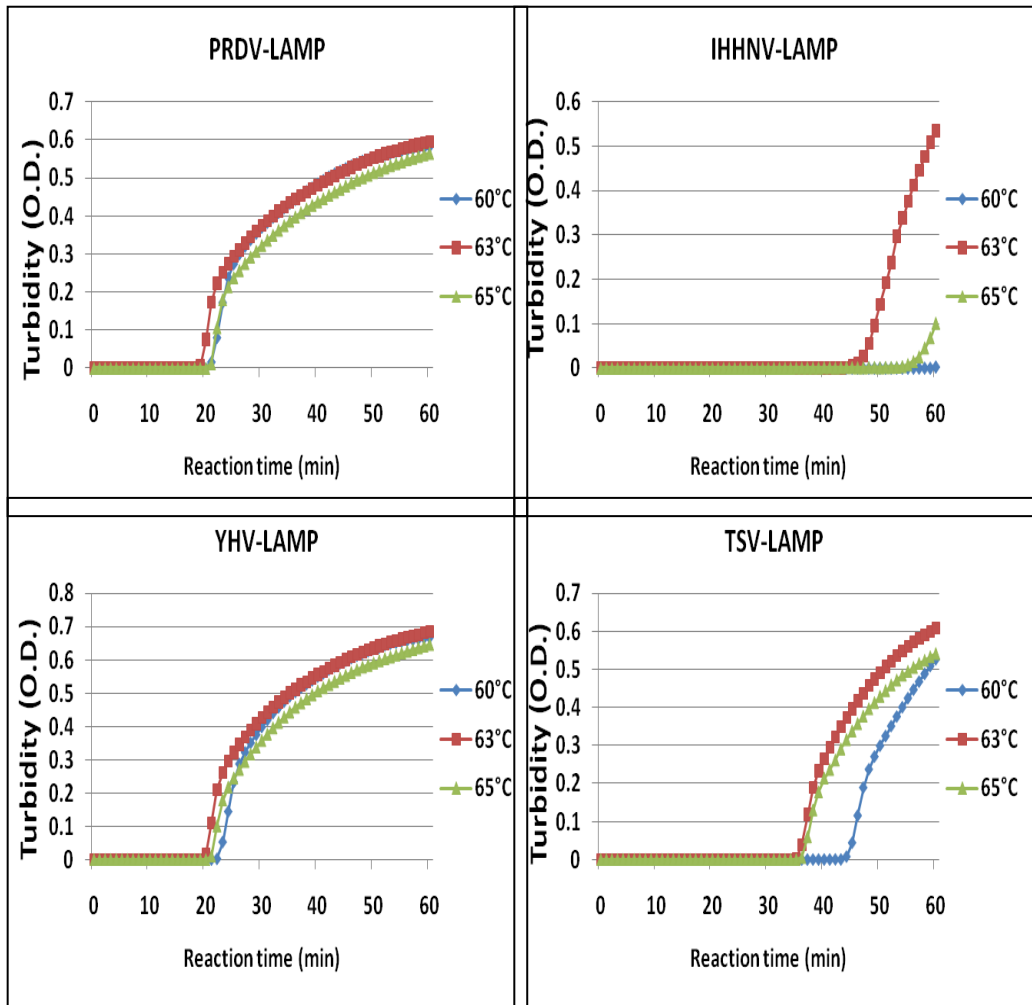 PRDV-LAMP
Turbidity (O.D.)
0.7
0.6
0.5
0.4
0.3
0.2
0.1
0
0 10 20 30 40 50 60
Reaction time (min)
60°C
63°C
65°C
IHHNV-LAMP
Turbidity (O.D.)
0.6
0.5
0.4
0.3
0.2
0.1
0
0 10 20 30 40 50 60
Reaction time (min)
60°C
63°C
65°C
YHV-LAMP
Turbidity (O.D.)
0.8
0.7
0.6
0.5
0.4
0.3
0.2
0.1
0
0 10 20 30 40 50 60
Reaction time (min)
60°C
63°C
65°C
TSV-LAMP
Turbidity (O.D.)
0.7
0.6
0.5
0.4
0.3
0.2
0.1
0
0 10 20 30 40 50 60
Reaction time (min)
60°C
63°C
65°C